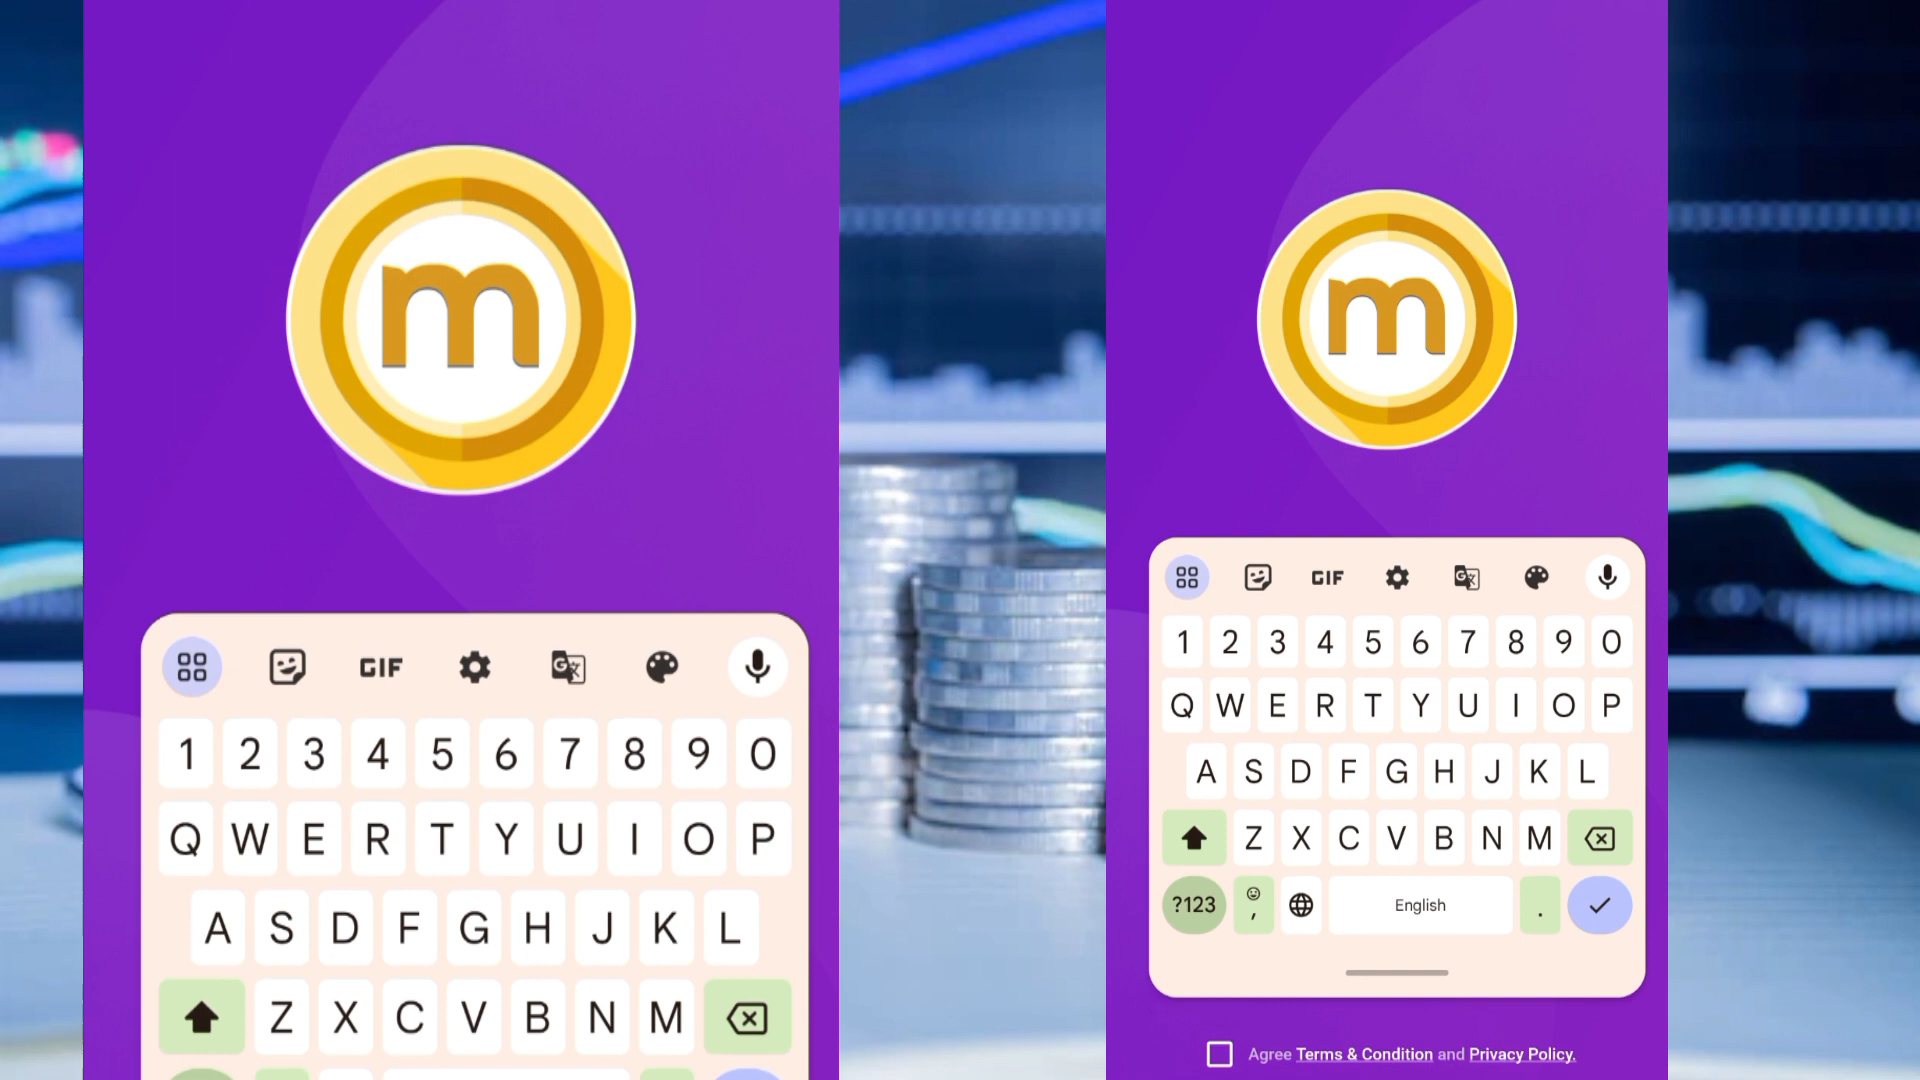 m
GIF
1 2 3 4 5 6 7 8 9 0
Q W E R T Y U I O P
A S D F G H J K L
Z X C V B N M
m
GIF
1 2 3 4 5 6 7 8 9 0
Q W E R T Y U I O P
A S D F G H J K L
Z X C V B N M
?123 , English .
Agree Terms & Condition and Privacy Policy.